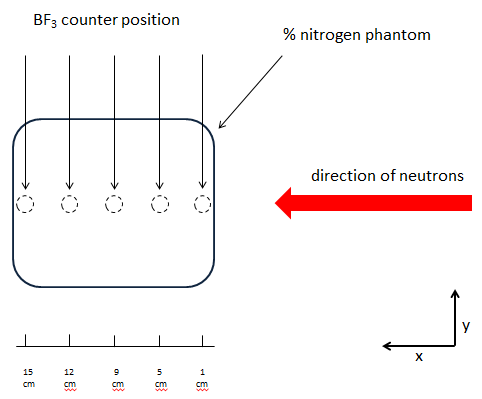 BF₃ counter position
% nitrogen phantom
direction of neutrons
y
x
15 12 9 5 1
cm cm cm cm cm